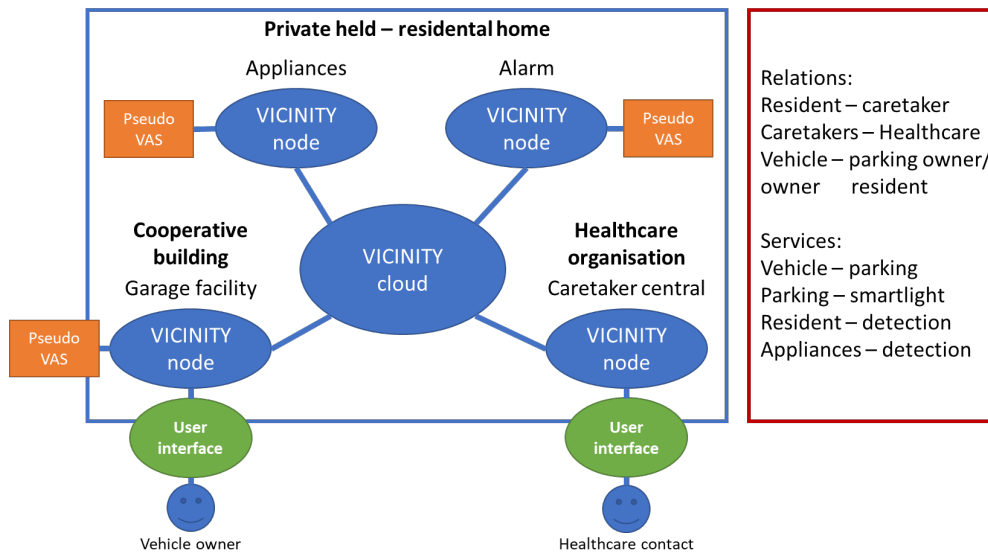 Private held – residental home
Appliances
Alarm
Pseudo
VAS
VICINITY
node
VICINITY
node
Pseudo
VAS
Cooperative
building
Garage facility
VICINITY
cloud
Healthcare
organisation
Caretaker central
Pseudo
VAS
VICINITY
node
VICINITY
node
User
interface
User
interface
Vehicle owner
Healthcare contact
Relations:
Resident – caretaker
Caretakers – Healthcare
Vehicle – parking owner/
owner resident
Services:
Vehicle – parking
Parking – smartlight
Resident – detection
Appliances – detection